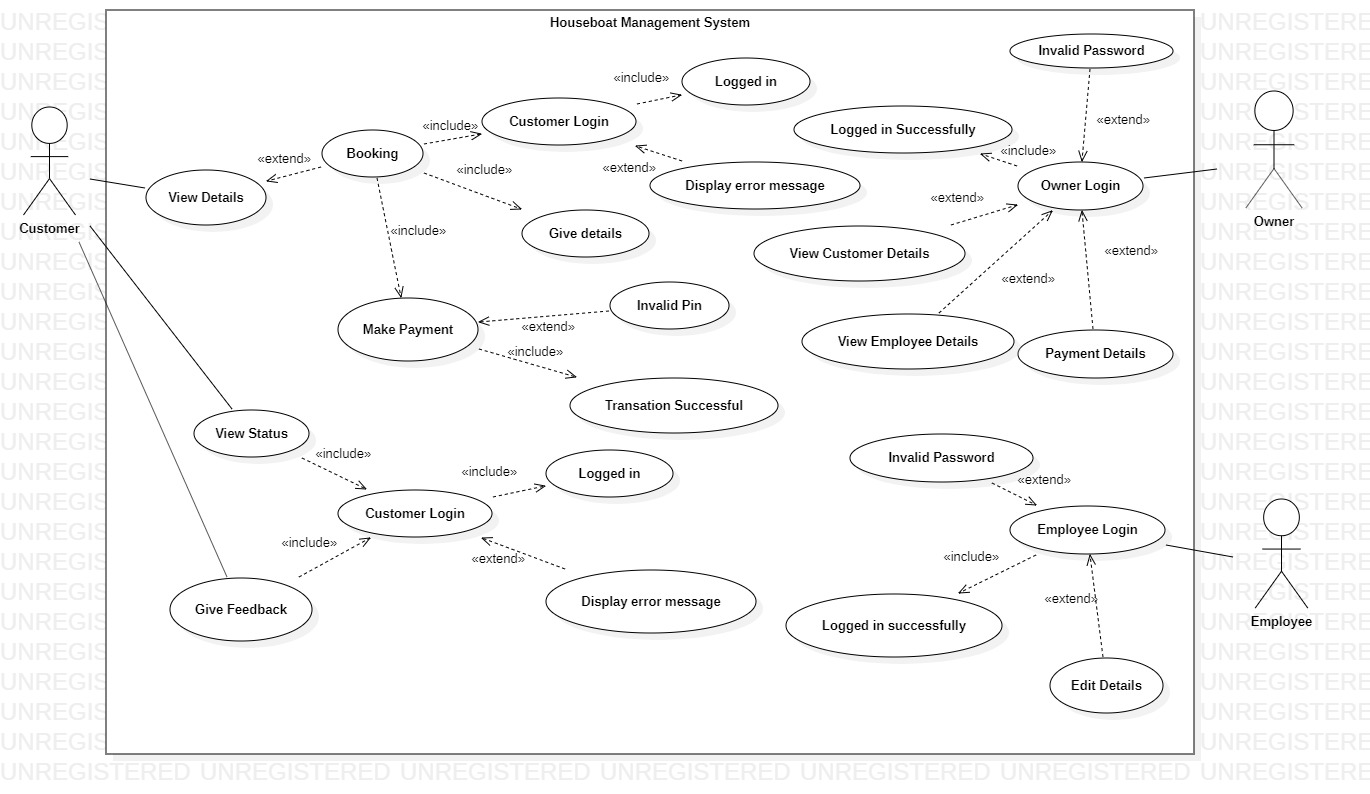 Houseboat Management System
Invalid Password
«include»
Logged in
Customer Login
«include»
«extend»
Logged in Successfully
«include»
Booking
«extend»
«include»
«extend»
Display error message
Owner Login
View Details
«extend»
Customer
Owner
«include»
Give details
View Customer Details
«extend»
«extend»
Invalid Pin
Make Payment
«extend»
«include»
View Employee Details
Payment Details
Transation Successful
View Status
«include»
«include»
Logged in
Invalid Password
«extend»
Customer Login
Employee Login
«include»
«extend»
«include»
«extend»
Give Feedback
Display error message
Logged in successfully
Employee
Edit Details
UNREGISTERED UNREGISTERED UNREGISTERED UNREGISTERED UNREGISTERED UNREGISTERED UNREGISTERE